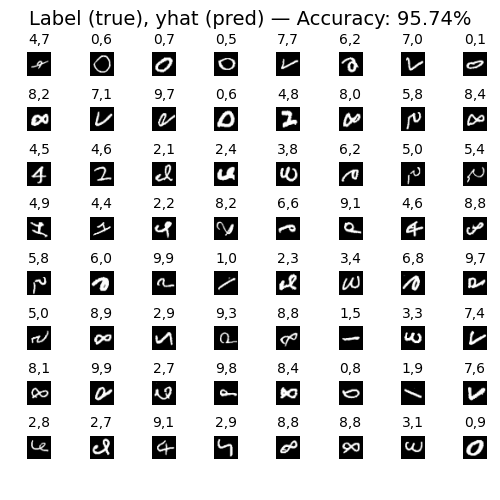 Label (true), yhat (pred) — Accuracy: 95.74%
4,7 0,6 0,7 0,5 7,7 6,2 7,0 0,1
8,2 7,1 9,7 0,6 4,8 8,0 5,8 8,4
4,5 4,6 2,1 2,4 3,8 6,2 5,0 5,4
4,9 4,4 2,2 8,2 6,6 9,1 4,6 8,8
5,8 6,0 9,9 1,0 2,3 3,4 6,8 9,7
5,0 8,9 2,9 9,3 8,8 1,5 3,3 7,4
8,1 9,9 2,7 9,8 8,4 0,8 1,9 7,6
2,8 2,7 9,1 2,9 8,8 8,8 3,1 0,9